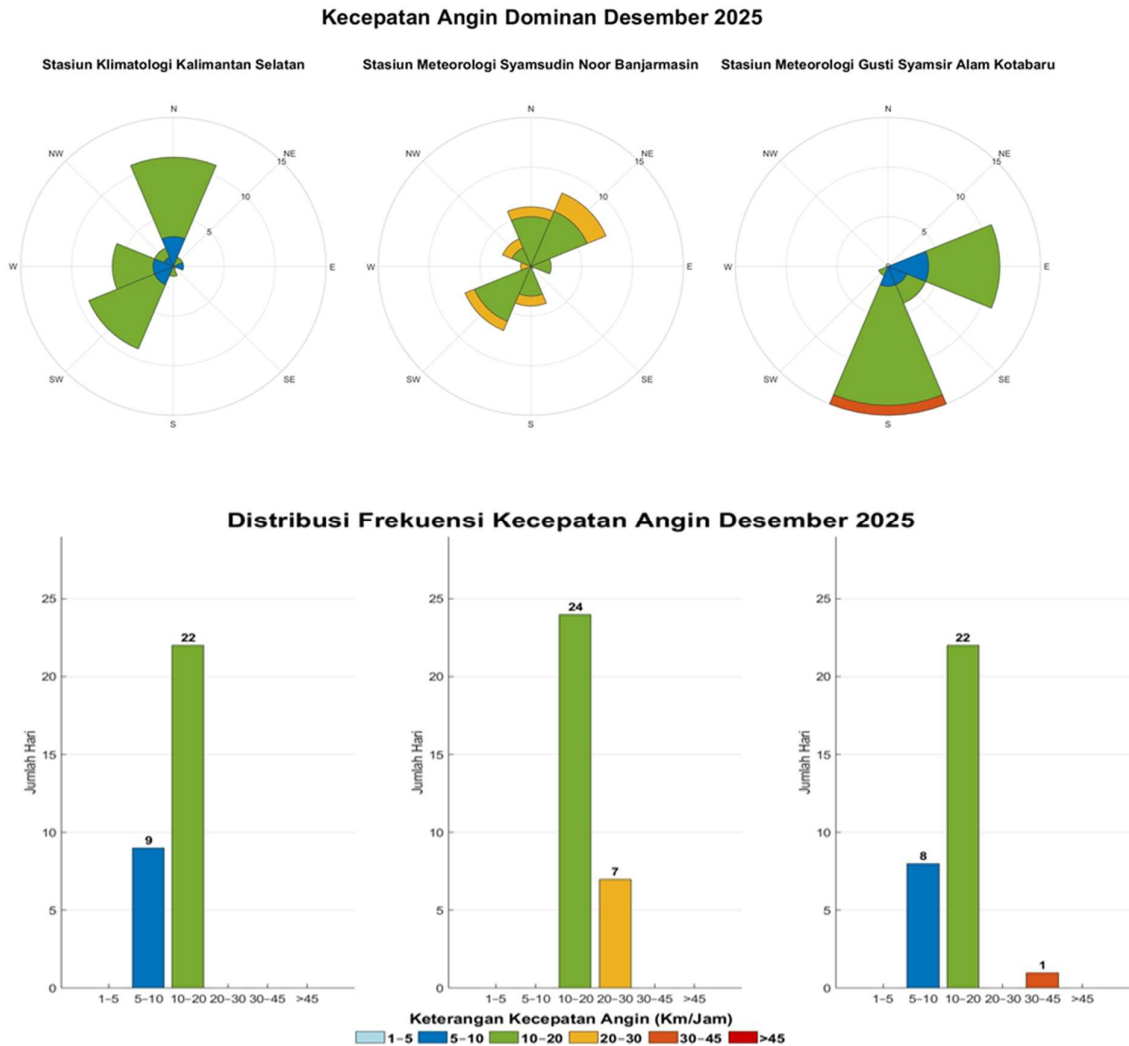 Kecepatan Angin Dominan Desember 2025
Stasiun Klimatologi Kalimantan Selatan
N
NE
E
SE
S
SW
W
NW
5
10
15
Stasiun Meteorologi Syamsudin Noor Banjarmasin
N
NE
E
SE
S
SW
W
NW
10
15
Stasiun Meteorologi Gusti Syamsir Alam Kotabaru
N
NE
E
SE
S
SW
W
NW
5
10
15
Distribusi Frekuensi Kecepatan Angin Desember 2025
Jumlah Hari
25
20
15
10
5
0
9
22
1-5 5-10 10-20 20-30 30-45 >45
Jumlah Hari
25
20
15
10
5
0
24
7
1-5 5-10 10-20 20-30 30-45 >45
Jumlah Hari
25
20
15
10
5
0
8
22
1
1-5 5-10 10-20 20-30 30-45 >45
Keterangan Kecepatan Angin (Km/Jam)
1-5 5-10 10-20 20-30 30-45 >45